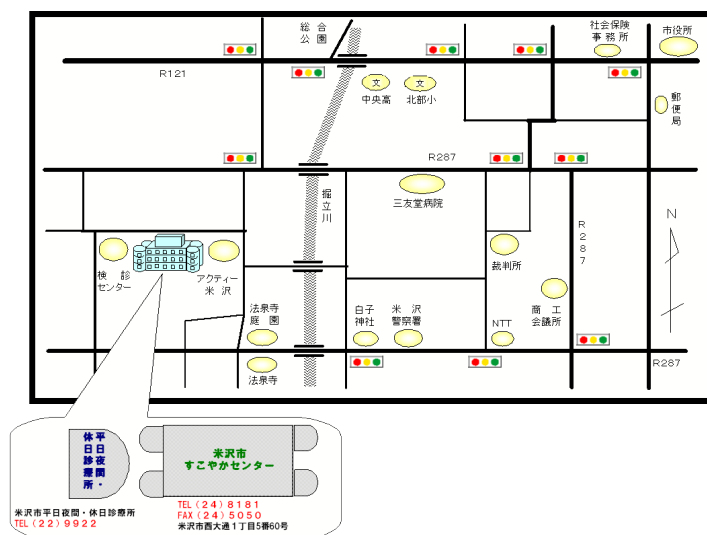 総合
公園
社会保険
事務所
市役所
R121
文
中央高
文
北部小
郵便局
R287
堀立川
三友堂病院
R287
N
検診
センター
アクティー
米沢
裁判所
法泉寺
庭園
白子
神社
米沢
警察署
NTT
商工
会議所
法泉寺
R287
平日夜間・
休日診療所
米沢市
すこやかセンター
米沢市平日夜間・休日診療所
TEL(22)9922
TEL(24)8181
FAX(24)5050
米沢市西大通1丁目5番60号